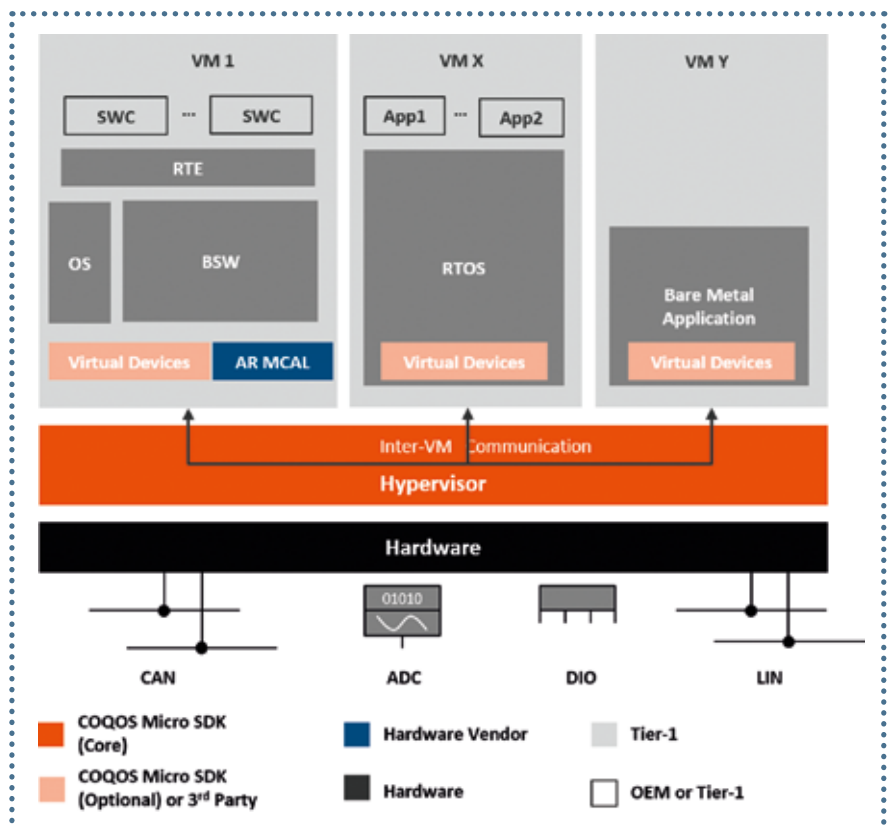 VM 1
VM X
VM Y
SWC ... SWC
App1 ... App2
RTE
OS
BSW
RTOS
Bare Metal
Application
Virtual Devices
AR MCAL
Virtual Devices
Virtual Devices
Inter-VM Communication
Hypervisor
Hardware
01010
CAN
ADC
DIO
LIN
COQOS Micro SDK
(Core)
Hardware Vendor
Tier-1
COQOS Micro SDK
(Optional) or 3rd Party
Hardware
OEM or Tier-1